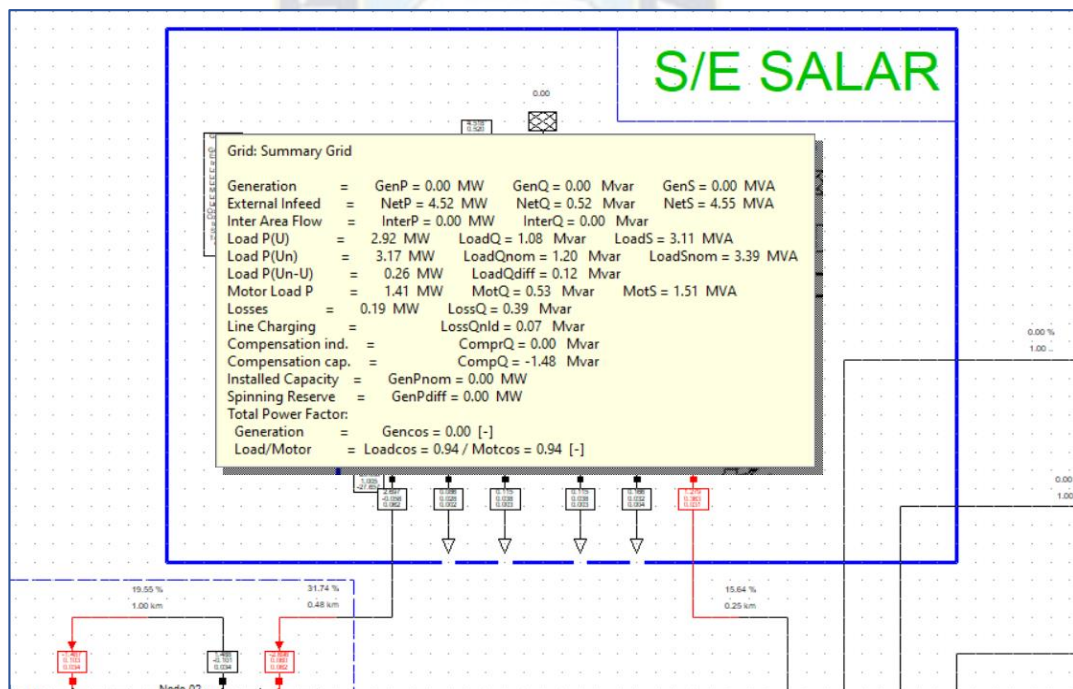 S/E SALAR
0.00
4.518
0.520
Grid: Summary Grid
Generation = GenP = 0.00 MW GenQ = 0.00 Mvar GenS = 0.00 MVA
External Infeed = NetP = 4.52 MW NetQ = 0.52 Mvar NetS = 4.55 MVA
Inter Area Flow = InterP = 0.00 MW InterQ = 0.00 Mvar
Load P(U) = 2.92 MW LoadQ = 1.08 Mvar LoadS = 3.11 MVA
Load P(Un) = 3.17 MW LoadQnom = 1.20 Mvar LoadSnom = 3.39 MVA
Load P(Un-U) = 0.26 MW LoadQdiff = 0.12 Mvar
Motor Load P = 1.41 MW MotQ = 0.53 Mvar MotS = 1.51 MVA
Losses = 0.19 MW LossQ = 0.39 Mvar
Line Charging = LossQnld = 0.07 Mvar
Compensation ind. = ComprQ = 0.00 Mvar
Compensation cap. = CompQ = -1.48 Mvar
Installed Capacity = GenPnom = 0.00 MW
Spinning Reserve = GenPdiff = 0.00 MW
Total Power Factor:
Generation = Gencos = 0.00 [-]
Load/Motor = Loadcos = 0.94 / Motcos = 0.94 [-]
0.00 %
1.00 ..
0.00
1.00
19.55 %
1.00 km
31.74 %
0.48 km
15.64 %
0.25 km
Node 02